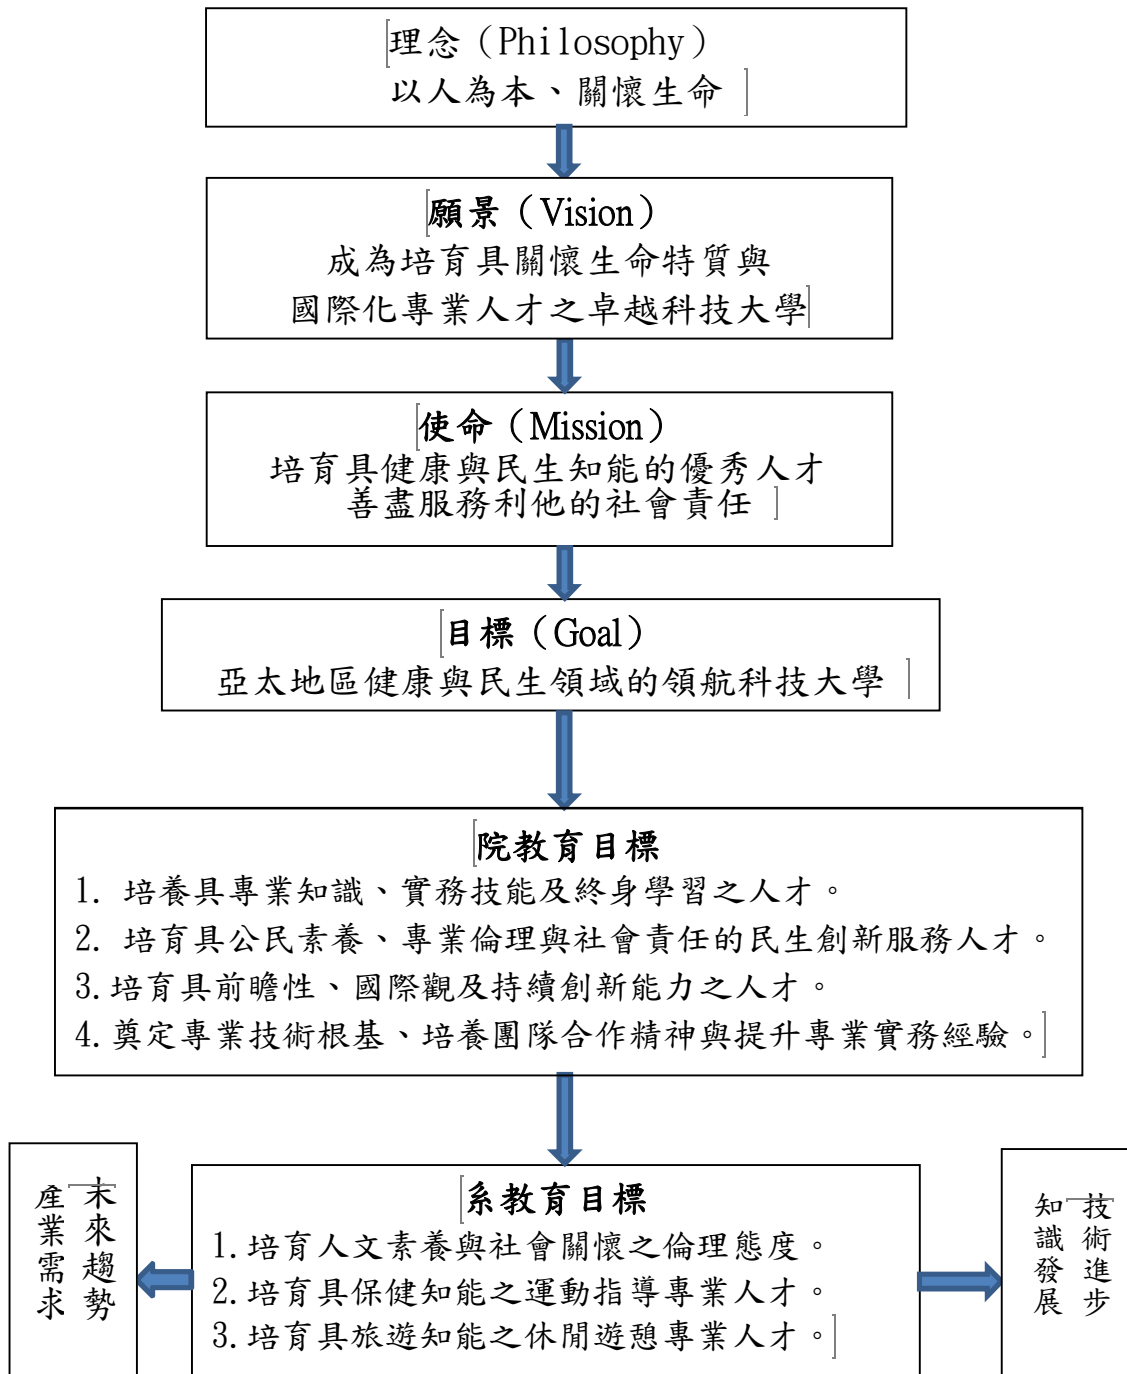 理念（Philosophy）
以人為本、關懷生命
願景（Vision）
成為培育具關懷生命特質與
國際化專業人才之卓越科技大學
使命（Mission）
培育具健康與民生知能的優秀人才
善盡服務利他的社會責任
目標（Goal）
亞太地區健康與民生領域的領航科技大學
院教育目標
1. 培養具專業知識、實務技能及終身學習之人才。
2. 培育具公民素養、專業倫理與社會責任的民生創新服務人才。
3.培育具前瞻性、國際觀及持續創新能力之人才。
4.奠定專業技術根基、培養團隊合作精神與提升專業實務經驗。
未來趨勢
產業需求
系教育目標
1.培育人文素養與社會關懷之倫理態度。
2.培育具保健知能之運動指導專業人才。
3.培育具旅遊知能之休閒遊憩專業人才。
技術進步
知識發展